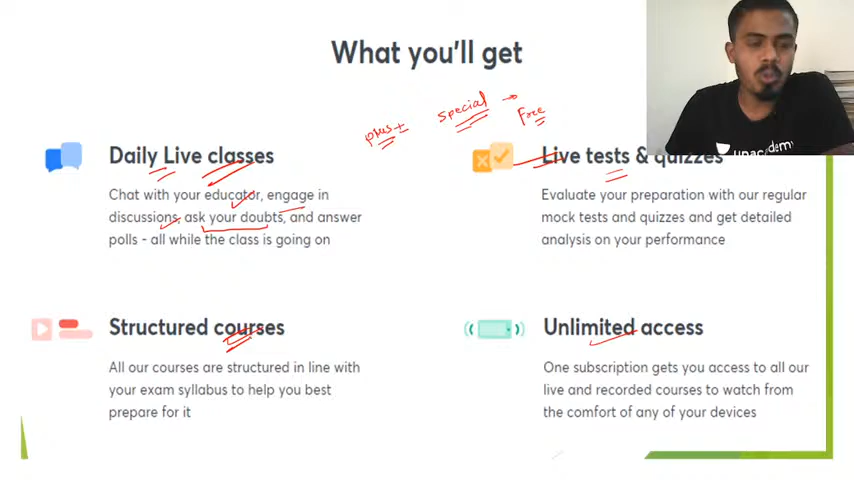 What you'll get
plus+ special → Free
Daily Live classes
Chat with your educator, engage in
discussions, ask your doubts, and answer
polls - all while the class is going on
Live tests & quizzes
Evaluate your preparation with our regular
mock tests and quizzes and get detailed
analysis on your performance
Structured courses
All our courses are structured in line with
your exam syllabus to help you best
prepare for it
Unlimited access
One subscription gets you access to all our
live and recorded courses to watch from
the comfort of any of your devices
unacademy